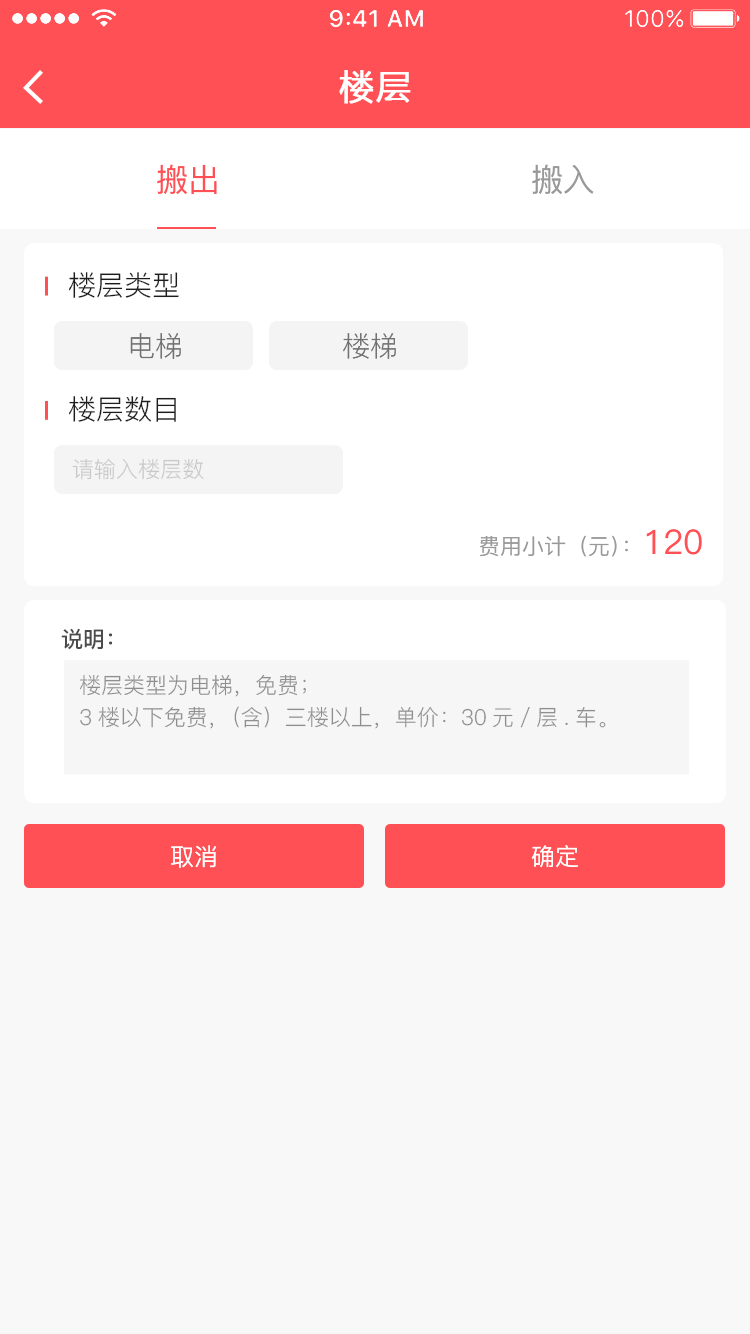 9:41 AM
100%
楼层
搬出
搬入
楼层类型
电梯
楼梯
楼层数目
请输入楼层数
费用小计（元）：120
说明：
楼层类型为电梯，免费；
3 楼以下免费，（含）三楼以上，单价：30 元 / 层 . 车。
取消
确定